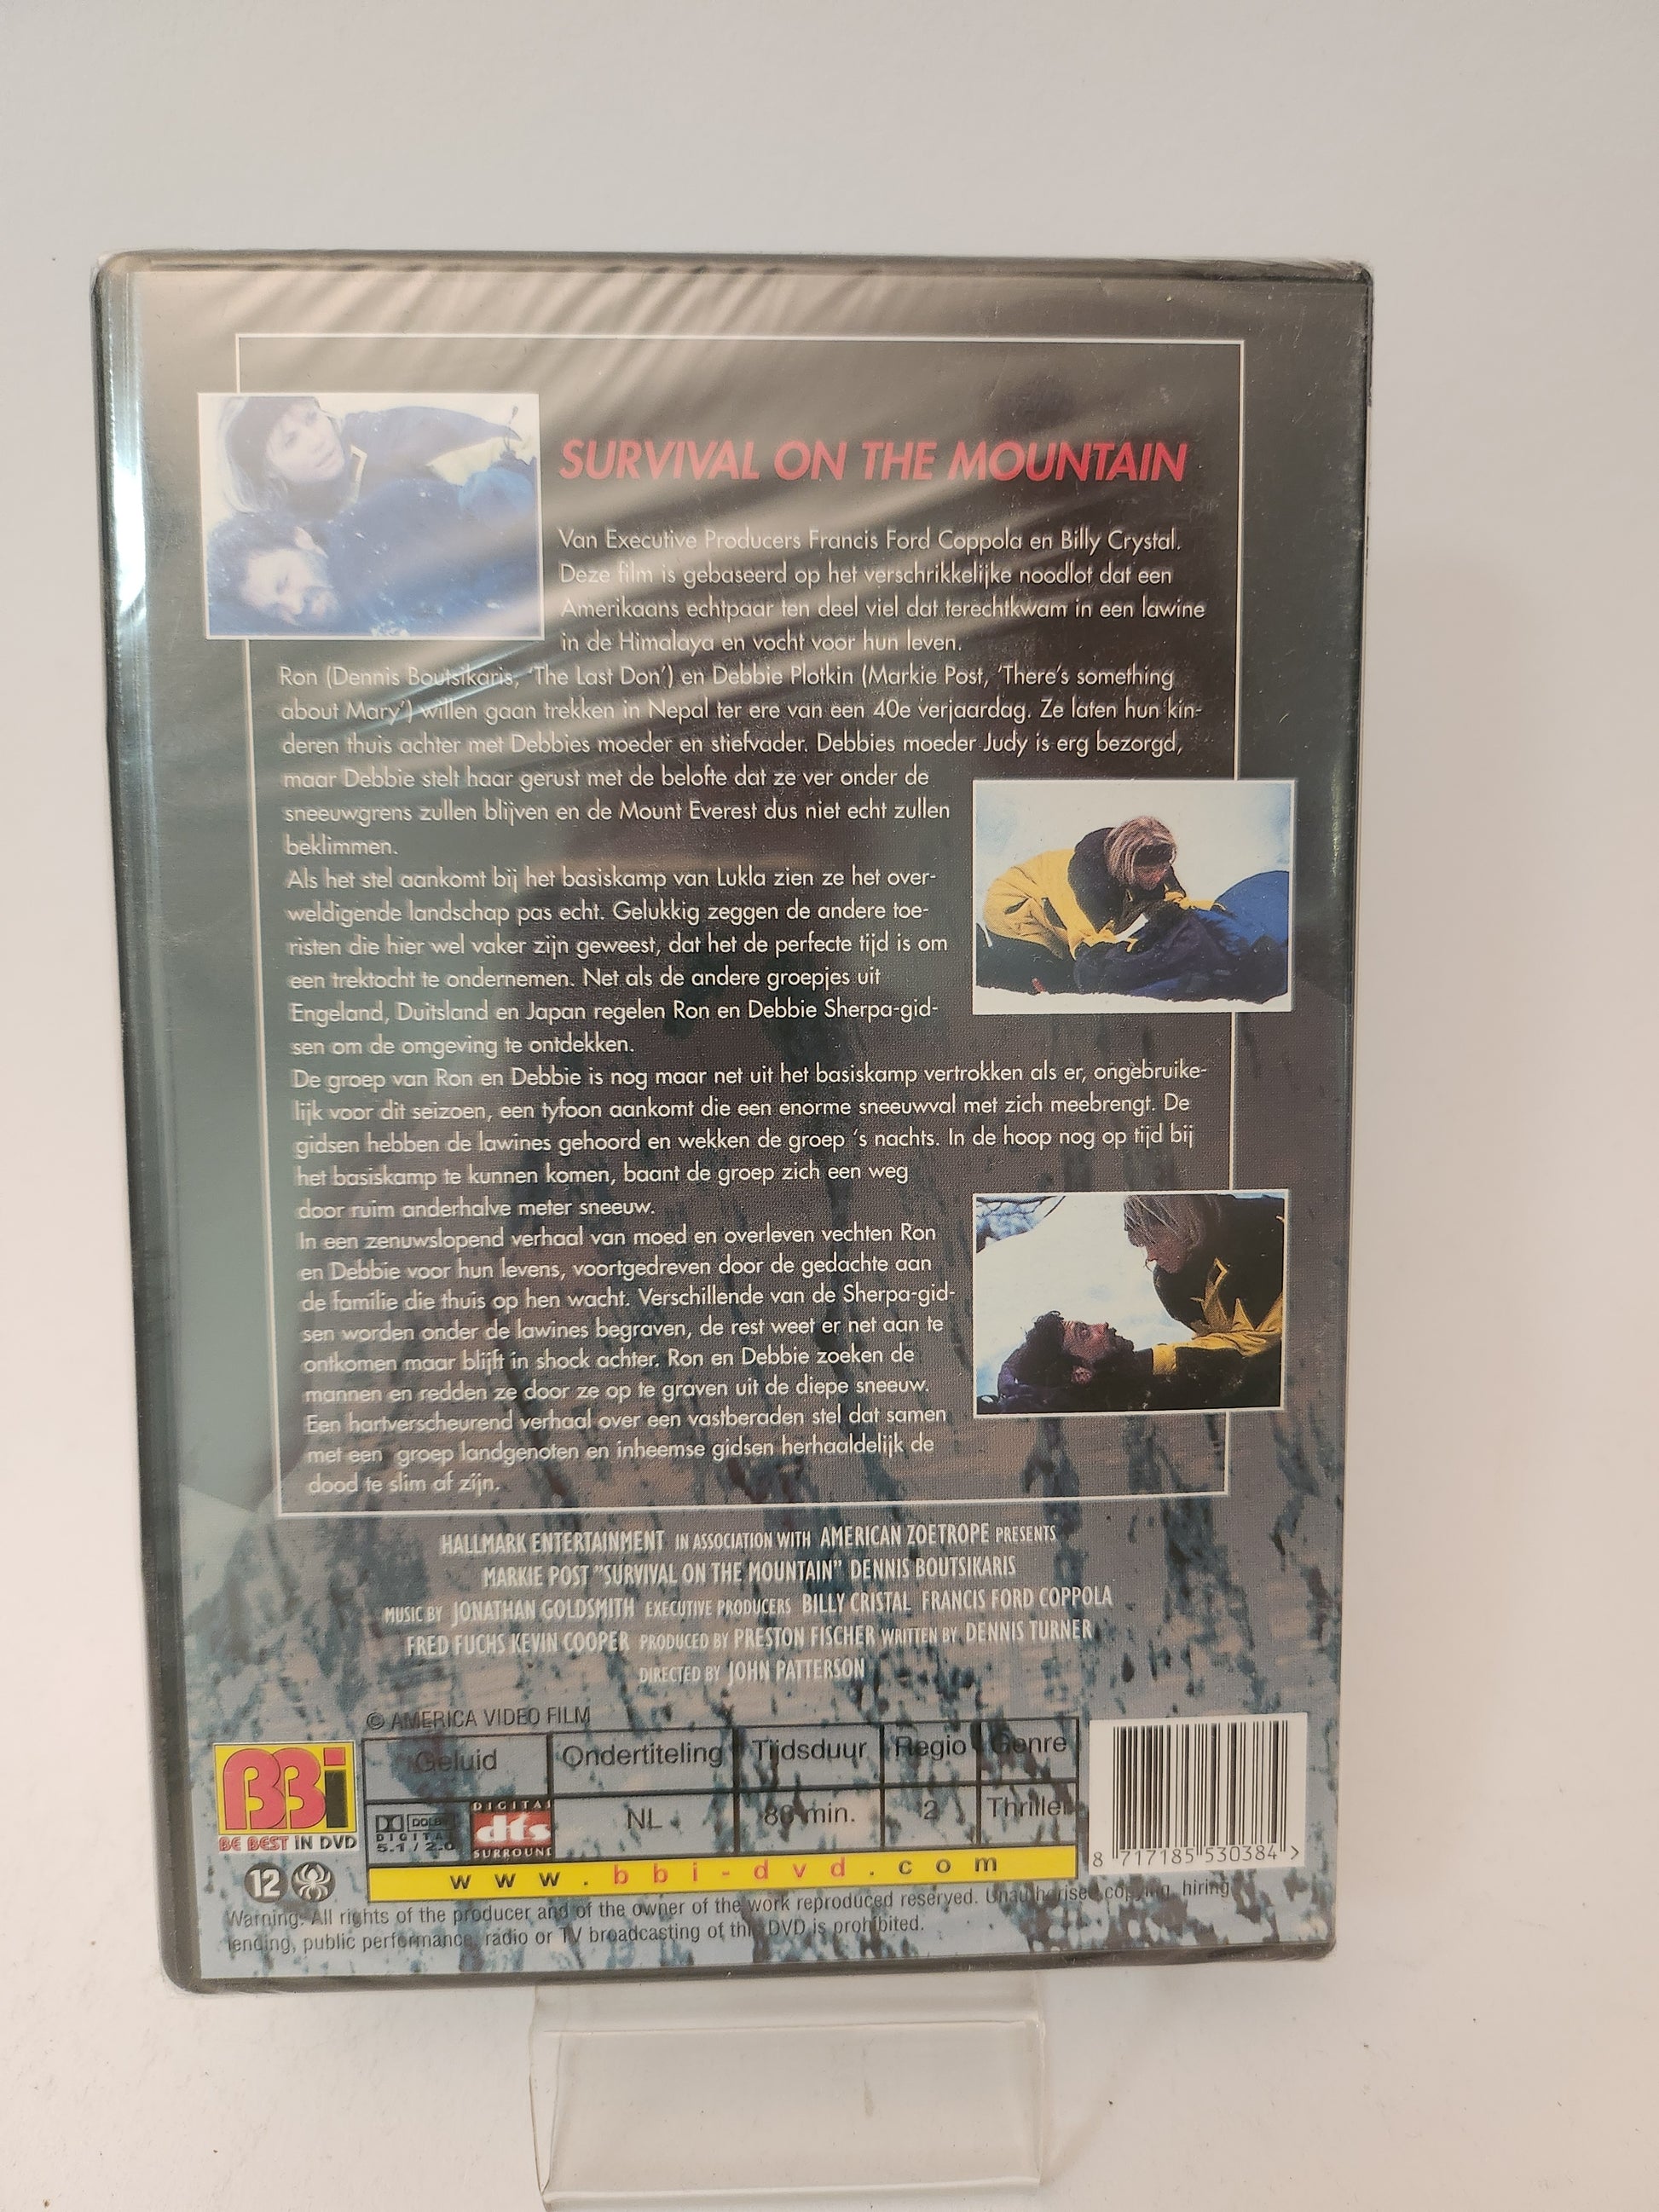 SURVIVAL ON THE MOUNTAIN
Van Executive Producers Francis Ford Coppola en Billy Crystal.
Deze film is gebaseerd op het verschrikkelijke noodlot dat een
Amerikaans echtpaar ten deel viel dat terechtkwam in een lawine
in de Himalaya en vocht voor hun leven.
Ron (Dennis Boutsikaris, 'The Last Don') en Debbie Plotkin (Markie Post, 'There's something
about Mary') willen gaan trekken in Nepal ter ere van een 40e verjaardag. Ze laten hun kin-
deren thuis achter met Debbies moeder en stiefvader. Debbies moeder Judy is erg bezorgd,
maar Debbie stelt haar gerust met de belofte dat ze ver onder de
sneeuwgrens zullen blijven en de Mount Everest dus niet echt zullen
beklimmen.
Als het stel aankomt bij het basiskamp van Lukla zien ze het over-
weldigende landschap pas echt. Gelukkig zeggen de andere toe-
risten die hier wel vaker zijn geweest, dat het de perfecte tijd is om
een trektocht te ondernemen. Net als de andere groepjes uit
Engeland, Duitsland en Japan regelen Ron en Debbie Sherpa-gid-
sen om de omgeving te ontdekken.
De groep van Ron en Debbie is nog maar net uit het basiskamp vertrokken als er, ongebruike-
lijk voor dit seizoen, een tyfoon aankomt die een enorme sneeuwval met zich meebrengt. De
gidsen hebben de lawines gehoord en wekken de groep 's nachts. In de hoop nog op tijd bij
het basiskamp te kunnen komen, baant de groep zich een weg
door ruim anderhalve meter sneeuw.
In een zenuwslopend verhaal van moed en overleven vechten Ron
en Debbie voor hun levens, voortgedreven door de gedachte aan
de familie die thuis op hen wacht. Verschillende van de Sherpa-gid-
sen worden onder de lawines begraven, de rest weet er net aan te
ontkomen maar blijft in shock achter. Ron en Debbie zoeken de
mannen en redden ze door ze op te graven uit de diepe sneeuw.
Een hartverscheurend verhaal over een vastberaden stel dat samen
met een groep landgenoten en inheemse gidsen herhaaldelijk de
dood te slim af zijn.
HALLMARK ENTERTAINMENT IN ASSOCIATION WITH AMERICAN ZOETROPE PRESENTS
MARKIE POST "SURVIVAL ON THE MOUNTAIN" DENNIS BOUTSIKARIS
MUSIC BY JONATHAN GOLDSMITH EXECUTIVE PRODUCERS BILLY CRISTAL FRANCIS FORD COPPOLA
FRED FUCHS KEVIN COOPER PRODUCED BY PRESTON FISCHER WRITTEN BY DENNIS TURNER
DIRECTED BY JOHN PATTERSON
© AMERICA VIDEO FILM
BBi
BE BEST IN DVD
Geluid Ondertiteling Tijdsduur Regio Genre
DOLBY DIGITAL 5.1 / 2.0 DIGITAL dts SURROUND NL min. 2 Thriller
www.bbi-dvd.com
12
8 717185 530384 >
Warning: All rights of the producer and of the owner of the work reproduced reserved. Unauthorised copying, hiring,
lending, public performance, radio or TV broadcasting of this DVD is prohibited.